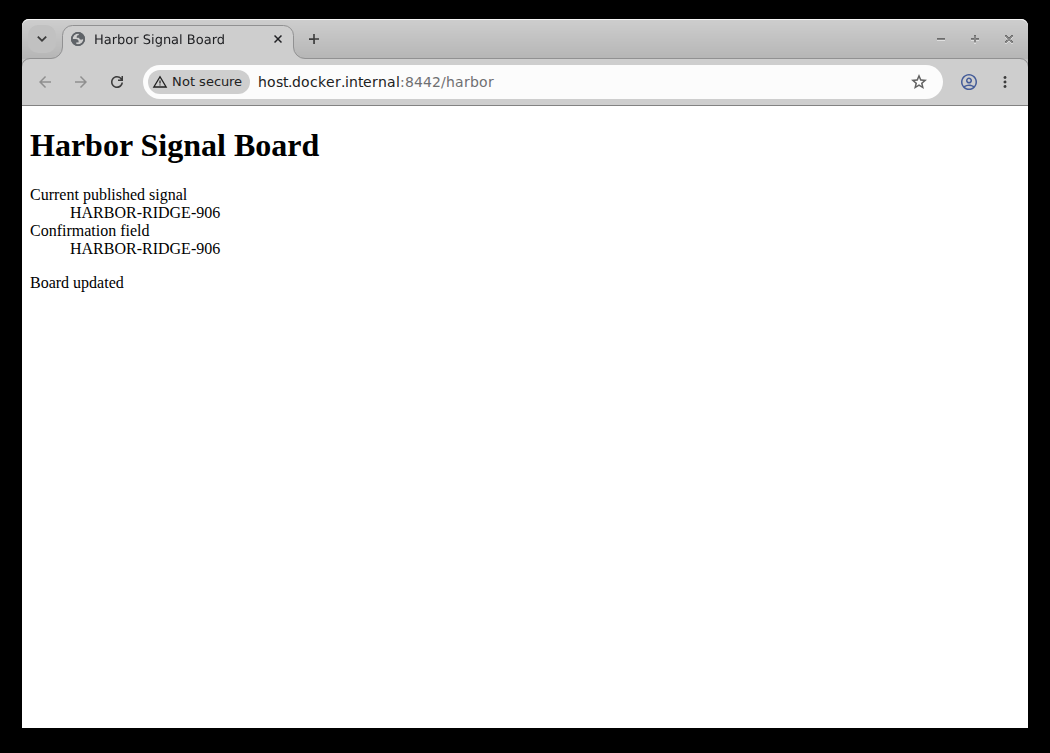 Harbor Signal Board
Not secure
host.docker.internal:8442/harbor
Harbor Signal Board
Current published signal
HARBOR-RIDGE-906
Confirmation field
HARBOR-RIDGE-906
Board updated